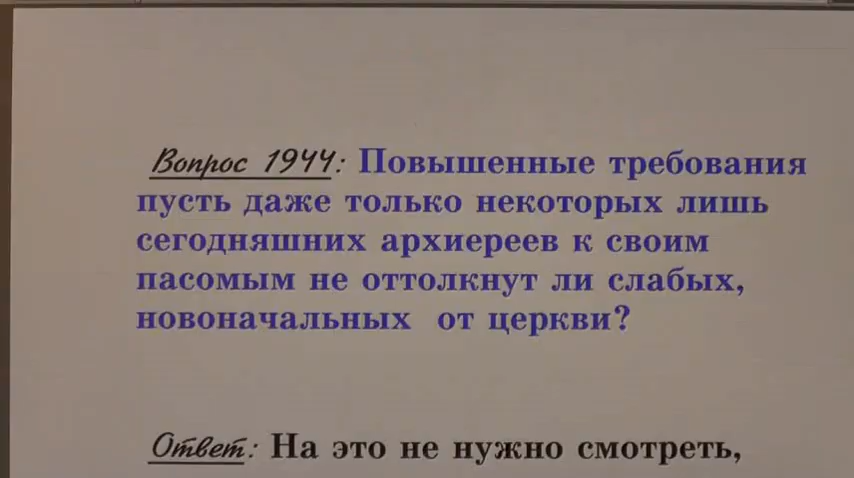 Вопрос 1944: Повышенные требования
пусть даже только некоторых лишь
сегодняшних архиереев к своим
пасомым не оттолкнут ли слабых,
новоначальных от церкви?
Ответ: На это не нужно смотреть,